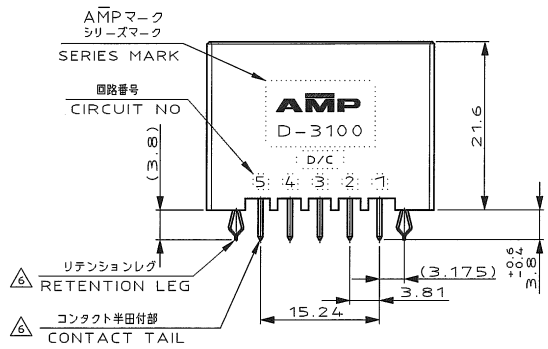 AMPマーク
シリーズマーク
SERIES MARK
回路番号
CIRCUIT NO
AMP
D-3100
D/C
5 4 3 2 1
(3.8)
21.6
リテンションレグ
6 RETENTION LEG
コンタクト半田付部
6 CONTACT TAIL
(3.175)
3.81
15.24
+0.6
-0.4
3.8